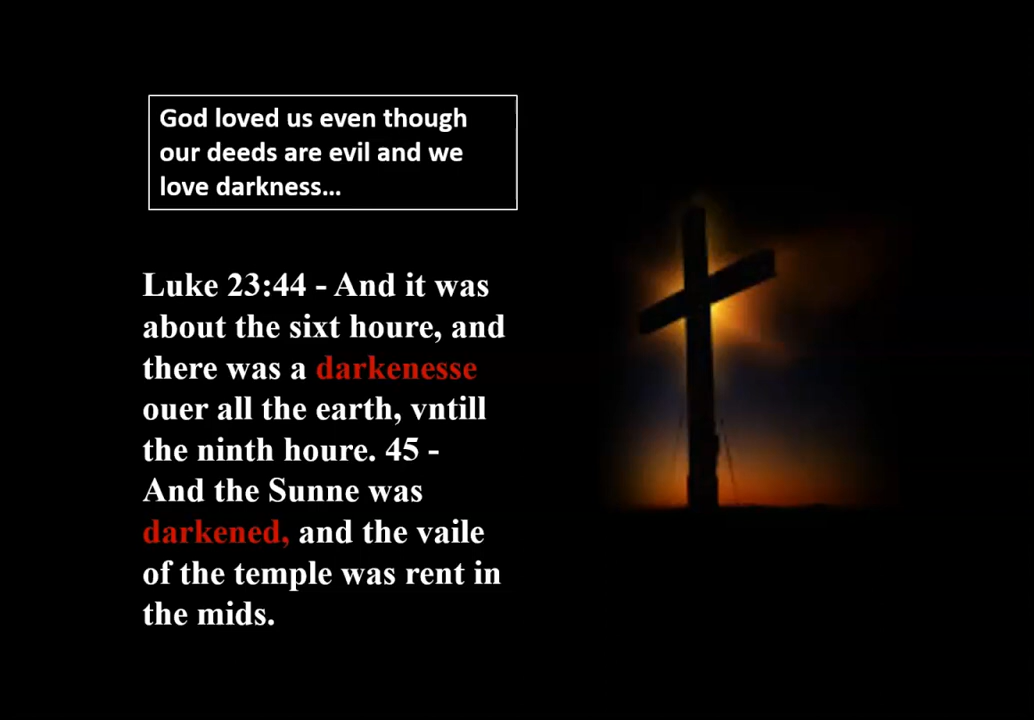 God loved us even though
our deeds are evil and we
love darkness…
Luke 23:44 - And it was
about the sixt houre, and
there was a darkenesse
ouer all the earth, vntill
the ninth houre. 45 -
And the Sunne was
darkened, and the vaile
of the temple was rent in
the mids.